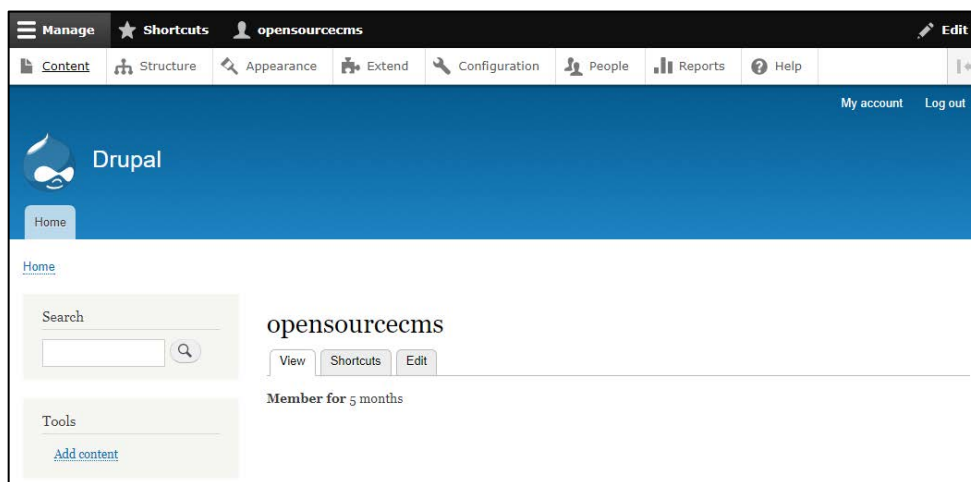 Manage Shortcuts opensourcecms Edit
Content Structure Appearance Extend Configuration People Reports Help
My account Log out
Drupal
Home
Home
Search
opensourcecms
View Shortcuts Edit
Member for 5 months
Tools
Add content